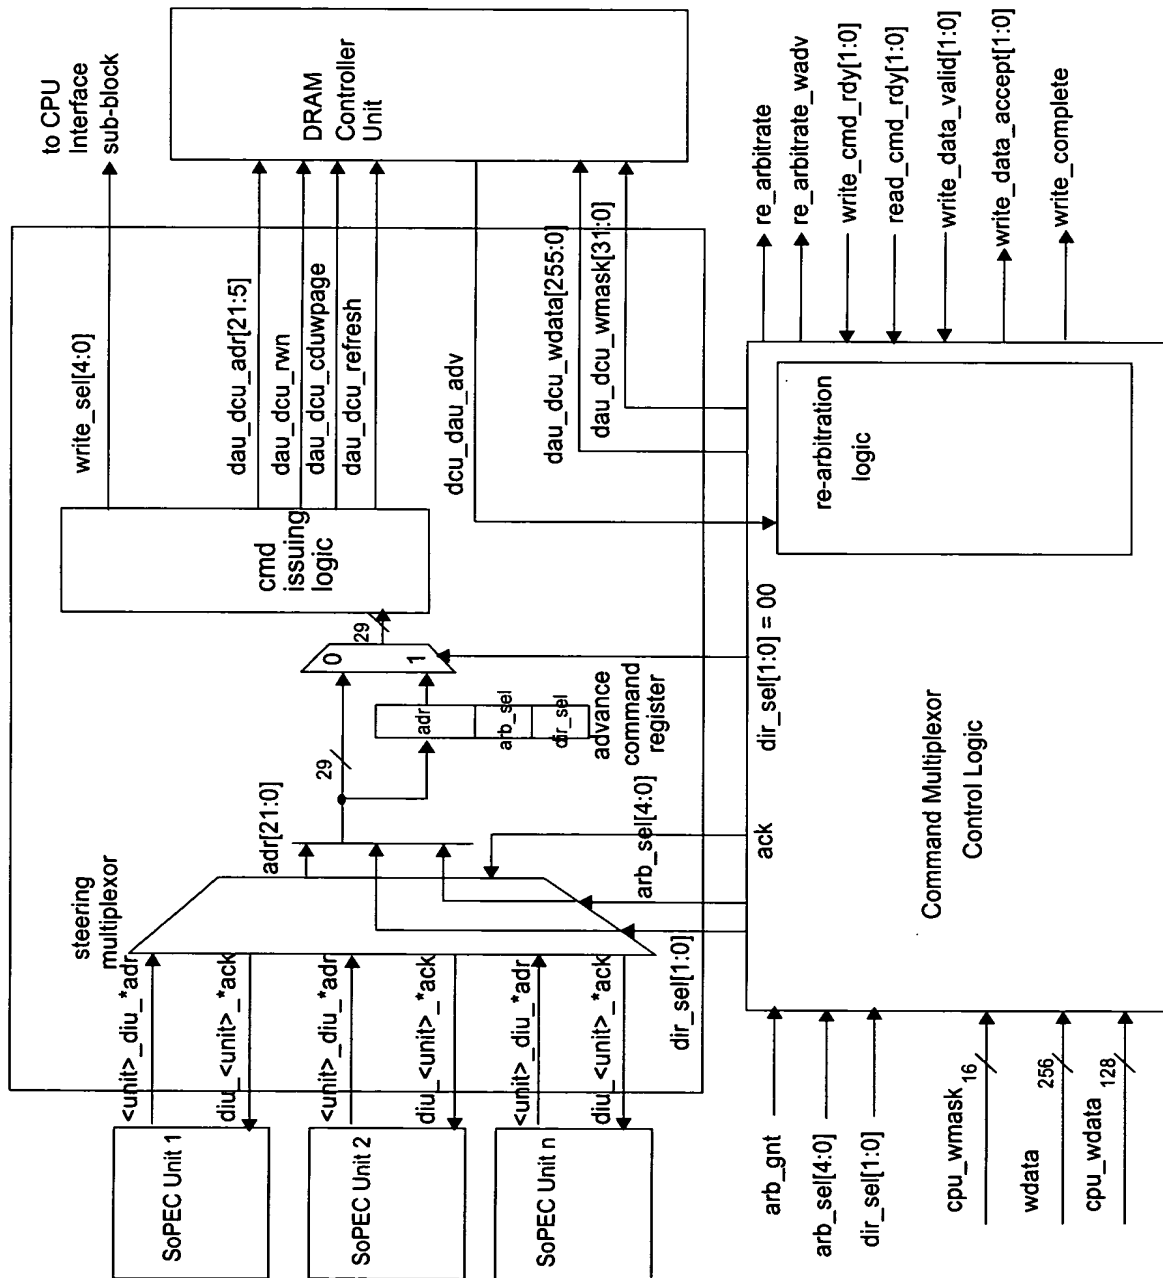 SoPEC Unit 1
SoPEC Unit 2
SoPEC Unit n
<unit>_diu_*adr
diu_<unit>_*ack
<unit>_diu_*adr
diu_<unit>_*ack
<unit>_diu_*adr
diu_<unit>_*ack
steering
multiplexor
dir_sel[1:0]
arb_sel[4:0]
adr[21:0]
29
adr
arb_sel
dir_sel
advance
command
register
0
1
29
cmd
issuing
logic
write_sel[4:0]
to CPU
Interface
sub-block
dau_dcu_adr[21:5]
dau_dcu_rwn
dau_dcu_cduwpage
dau_dcu_refresh
dcu_dau_adv
dau_dcu_wdata[255:0]
dau_dcu_wmask[31:0]
DRAM
Controller
Unit
arb_gnt
arb_sel[4:0]
dir_sel[1:0]
cpu_wmask
16
wdata
256
cpu_wdata
128
ack
dir_sel[1:0] = 00
Command Multiplexor
Control Logic
re-arbitration
logic
re_arbitrate
re_arbitrate_wadv
write_cmd_rdy[1:0]
read_cmd_rdy[1:0]
write_data_valid[1:0]
write_data_accept[1:0]
write_complete